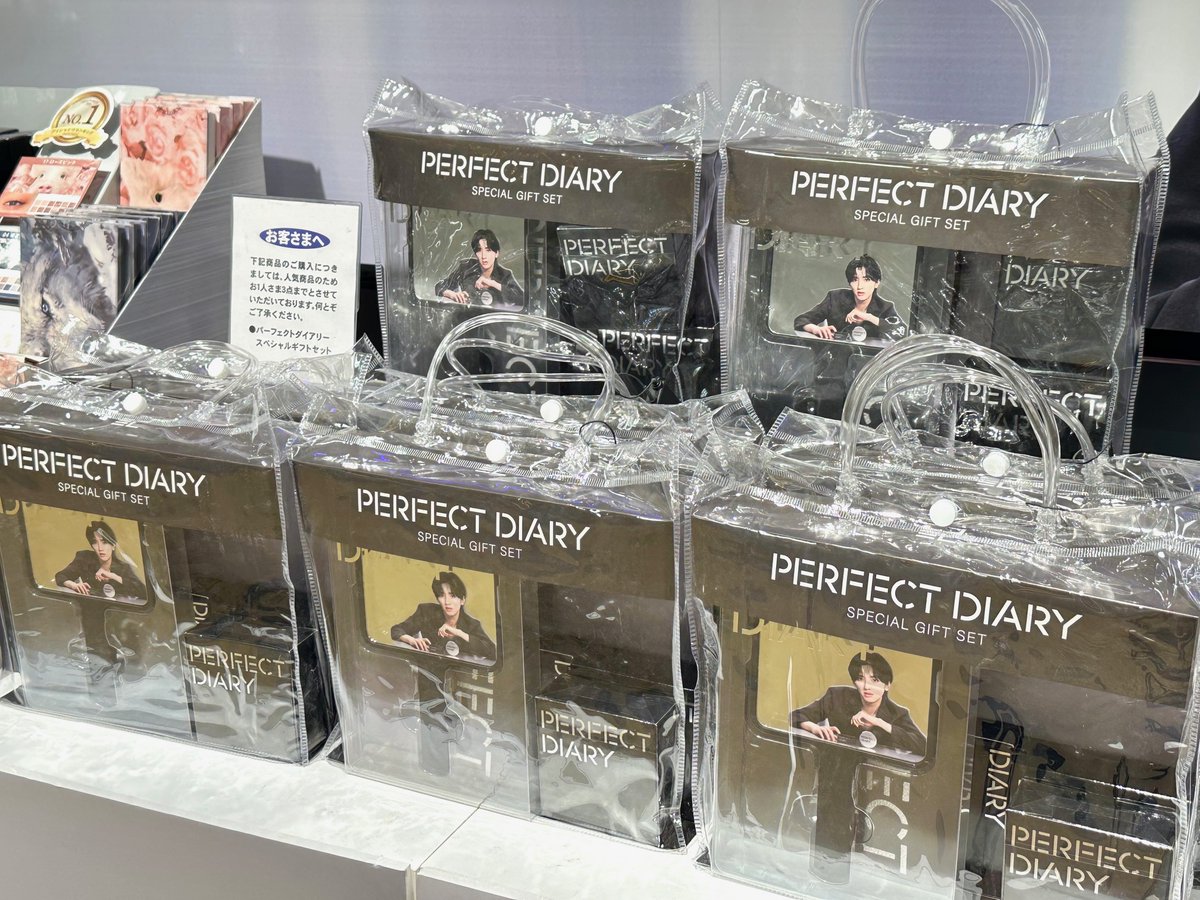 No.1
お客さまへ
下記商品のご購入につき
ましては、人気商品のため
お1人さま3点までとさせて
いただいております。何とぞ
ご了承ください。
●パーフェクトダイアリー
スペシャルギフトセット
PERFECT DIARY
SPECIAL GIFT SET
PERFECT
DIARY
PERFECT
PERFECT DIARY
SPECIAL GIFT SET
DIARY
PERFECT
PERFECT DIARY
SPECIAL GIFT SET
PERFECT
DIARY
PERFECT DIARY
SPECIAL GIFT SET
PERFECT
DIARY
PERFECT DIARY
SPECIAL GIFT SET
DIARY
PERFECT
DIARY